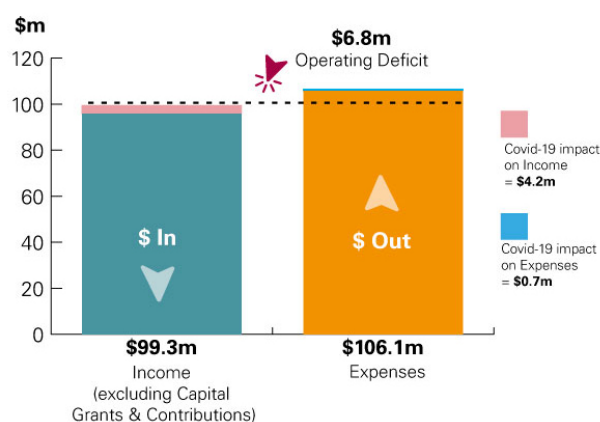 $m
$6.8m
Operating Deficit
120
100
80
60
40
20
0
$ In
$ Out
Covid-19 impact
on Income
= $4.2m
Covid-19 impact
on Expenses
= $0.7m
$99.3m
Income
(excluding Capital
Grants & Contributions)
$106.1m
Expenses